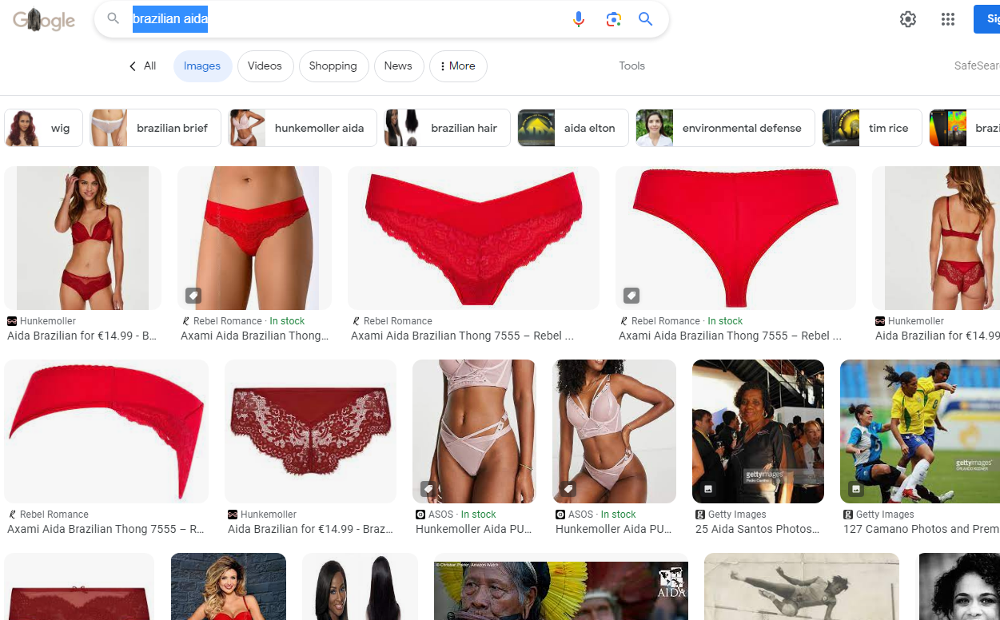 Google
brazilian aida
Sig
All
Images
Videos
Shopping
News
More
Tools
SafeSear
wig
brazilian brief
hunkemoller aida
brazilian hair
aida elton
environmental defense
tim rice
brazi
Hunkemoller
Aida Brazilian for €14.99 - B...
Rebel Romance · In stock
Axami Aida Brazilian Thong...
Rebel Romance
Axami Aida Brazilian Thong 7555 – Rebel ...
Rebel Romance · In stock
Axami Aida Brazilian Thong 7555 – Rebel ...
Hunkemoller
Aida Brazilian for €14.99
gettyimages
gettyimages
Rebel Romance
Axami Aida Brazilian Thong 7555 – R...
Hunkemoller
Aida Brazilian for €14.99 - Braz...
ASOS · In stock
Hunkemoller Aida PU...
ASOS · In stock
Hunkemoller Aida PU...
Getty Images
25 Aida Santos Photos...
Getty Images
127 Camano Photos and Prem
© Christian Poirier, Amazon Watch
AIDA